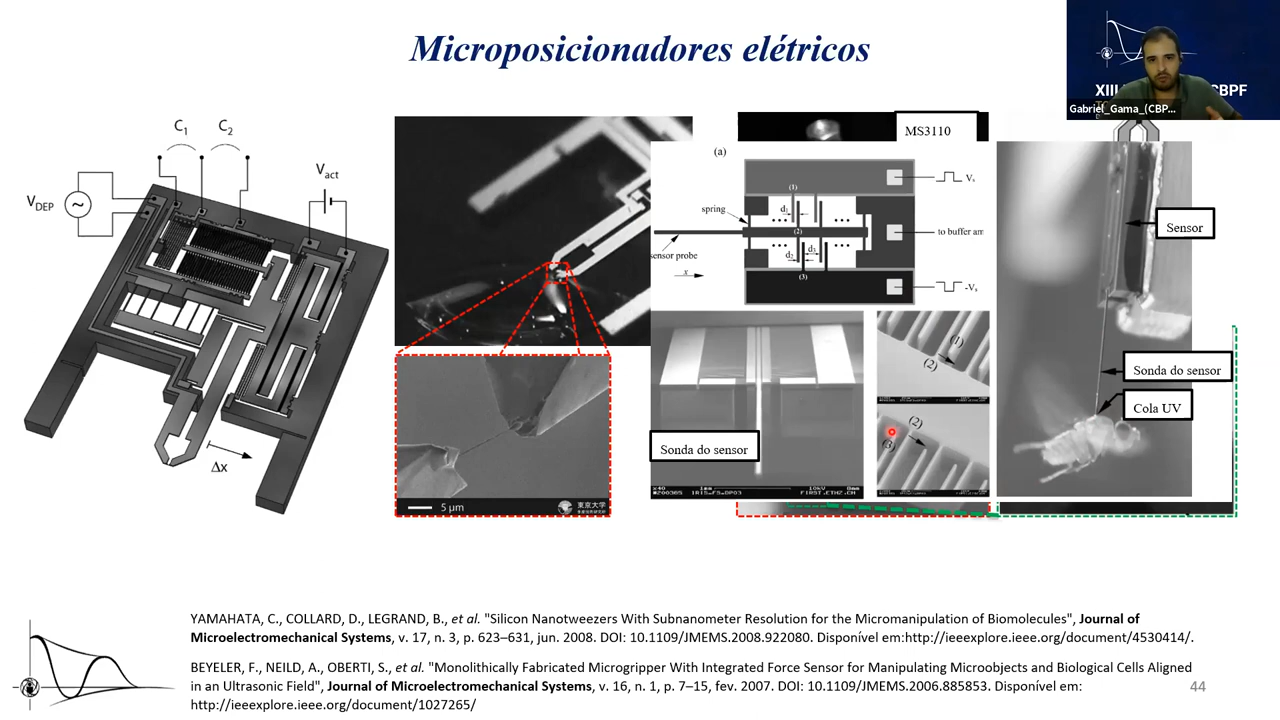 Microposicionadores elétricos
XIII
CBPF
Gabriel_Gama_(CBP...
C1
C2
VDEP
~
Vact
Δx
5 µm
東京大学
MS3110
(a)
(1)
Vs
spring
d1
(2)
to buffer am
sensor probe
d2
d3
x
(3)
-Vs
(1)
(2)
(2)
(3)
Sonda do sensor
Sensor
Sonda do sensor
Cola UV
YAMAHATA, C., COLLARD, D., LEGRAND, B., et al. "Silicon Nanotweezers With Subnanometer Resolution for the Micromanipulation of Biomolecules", Journal of
Microelectromechanical Systems, v. 17, n. 3, p. 623–631, jun. 2008. DOI: 10.1109/JMEMS.2008.922080. Disponível em:http://ieeexplore.ieee.org/document/4530414/.
BEYELER, F., NEILD, A., OBERTI, S., et al. "Monolithically Fabricated Microgripper With Integrated Force Sensor for Manipulating Microobjects and Biological Cells Aligned
in an Ultrasonic Field", Journal of Microelectromechanical Systems, v. 16, n. 1, p. 7–15, fev. 2007. DOI: 10.1109/JMEMS.2006.885853. Disponível em:
http://ieeexplore.ieee.org/document/1027265/
44